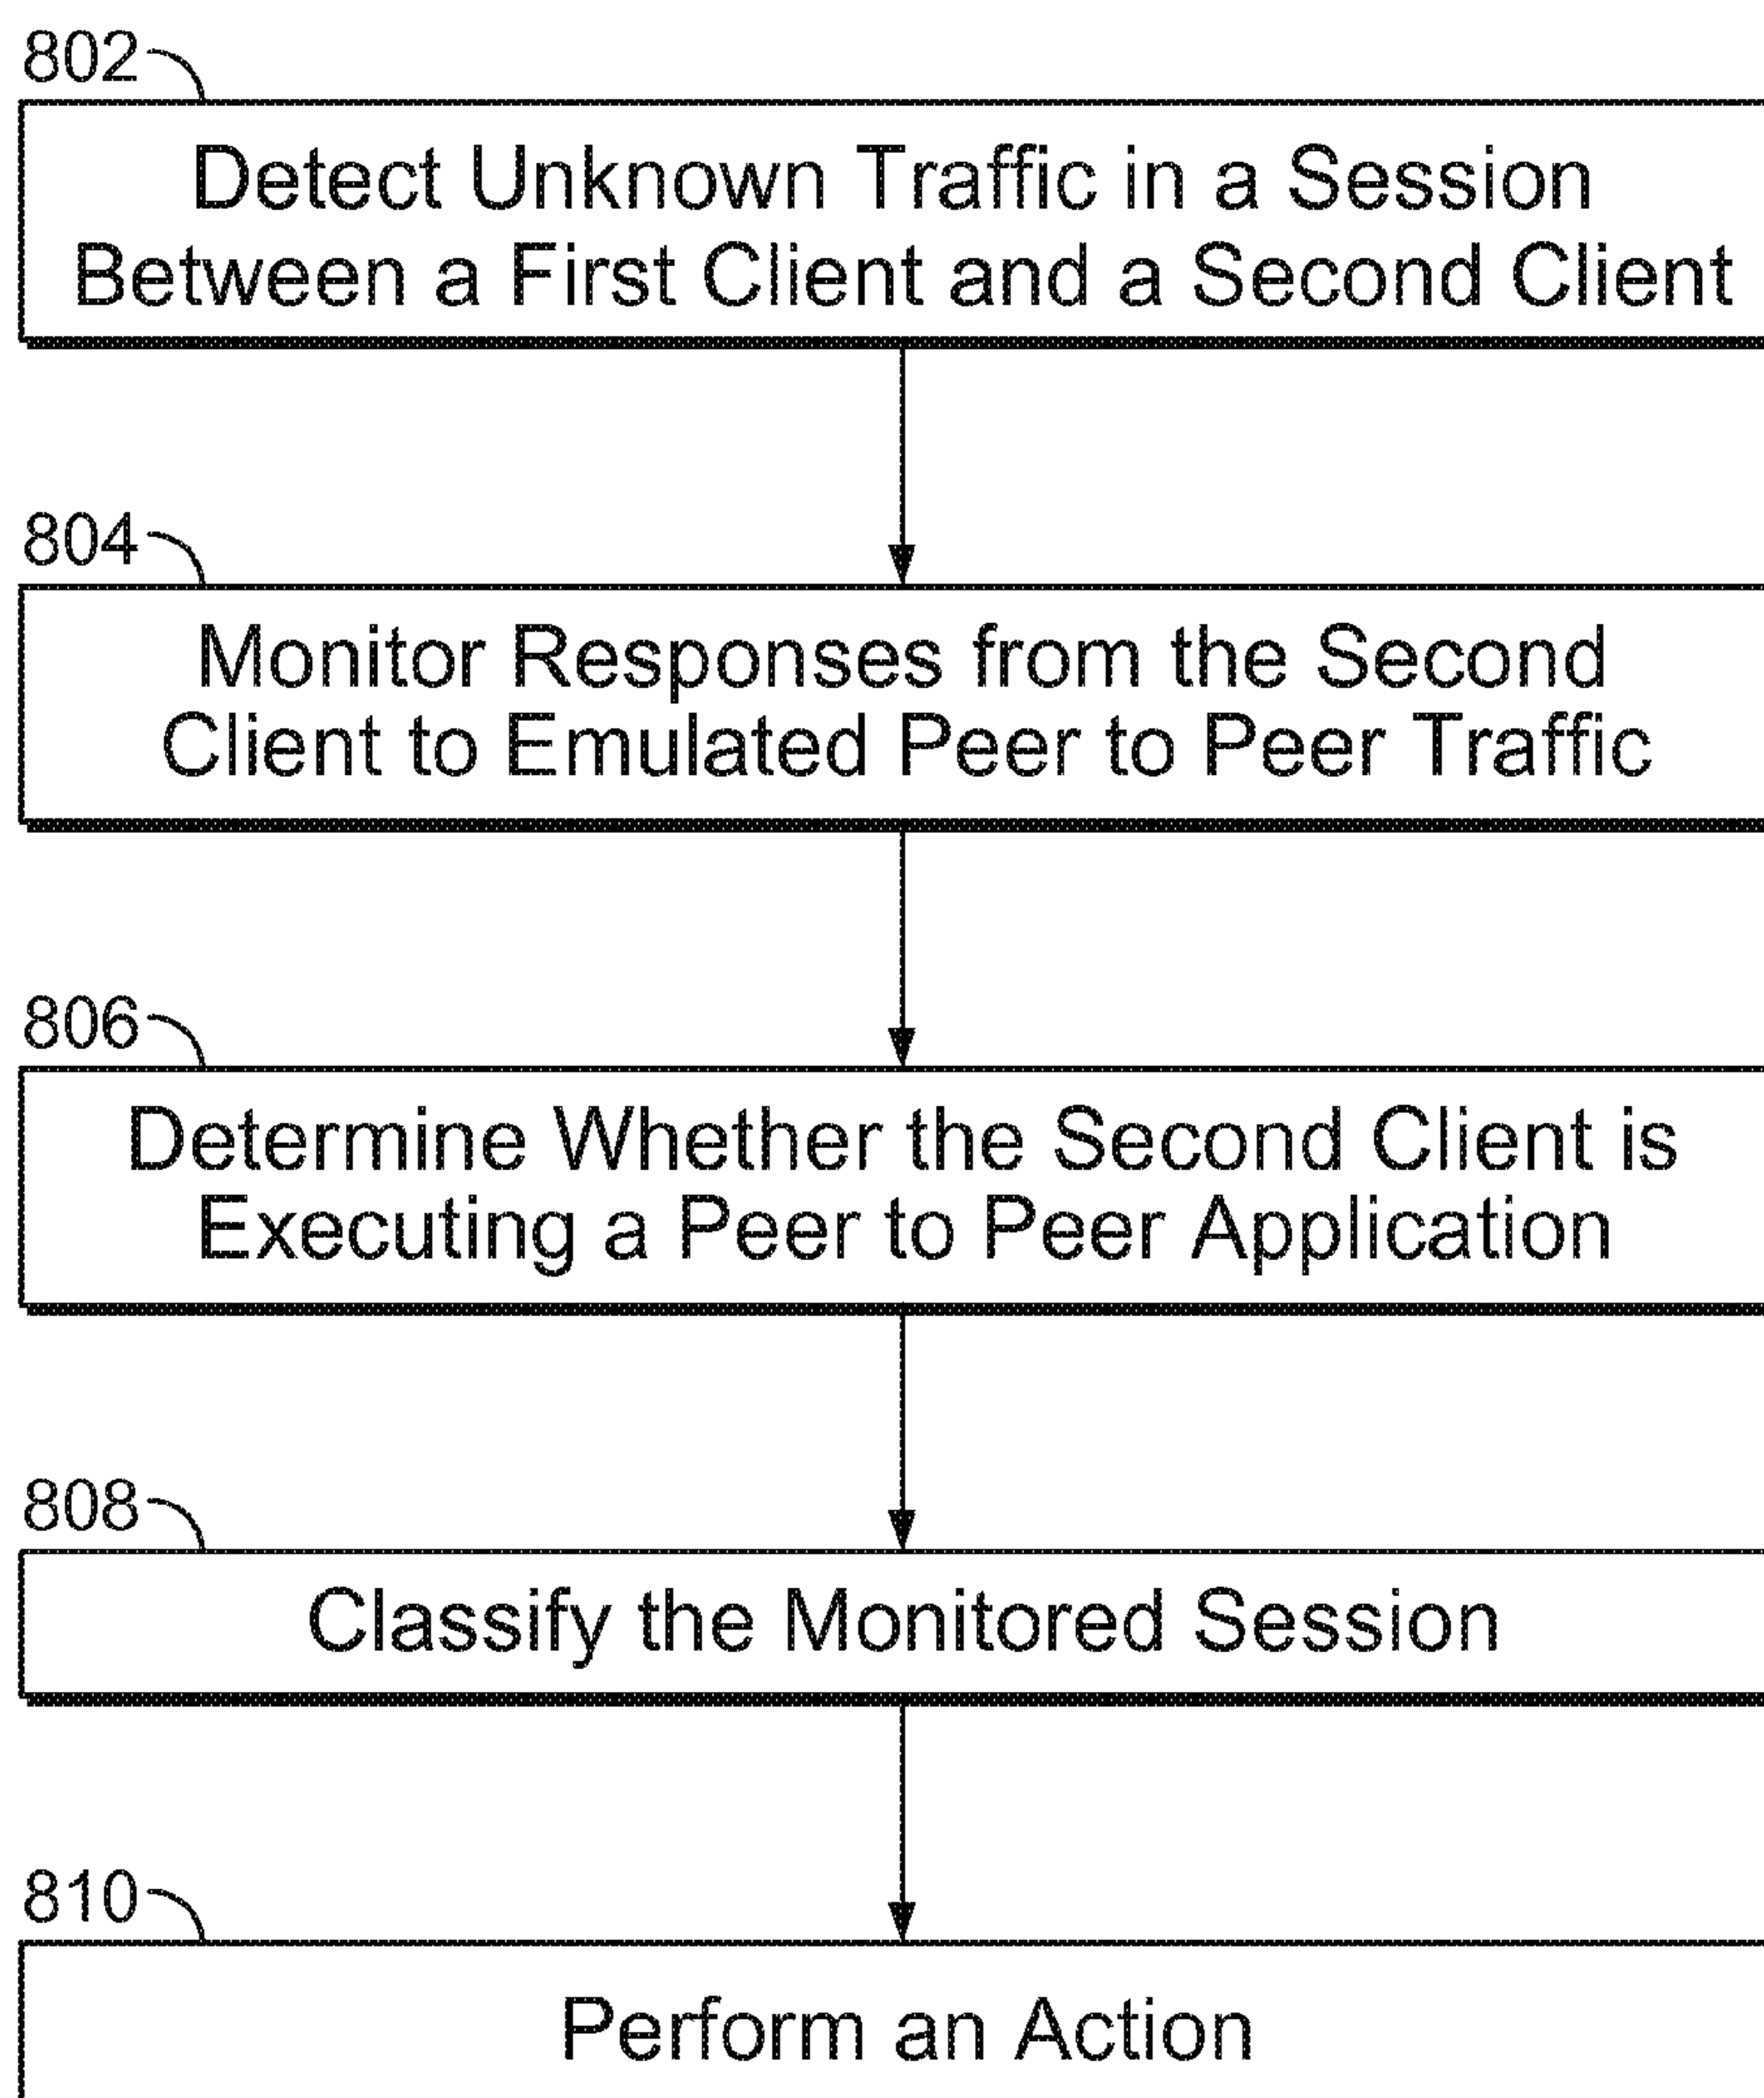 802
Detect Unknown Traffic in a Session
Between a First Client and a Second Client
804
Monitor Responses from the Second
Client to Emulated Peer to Peer Traffic
806
Determine Whether the Second Client is
Executing a Peer to Peer Application
808
Classify the Monitored Session
810
Perform an Action